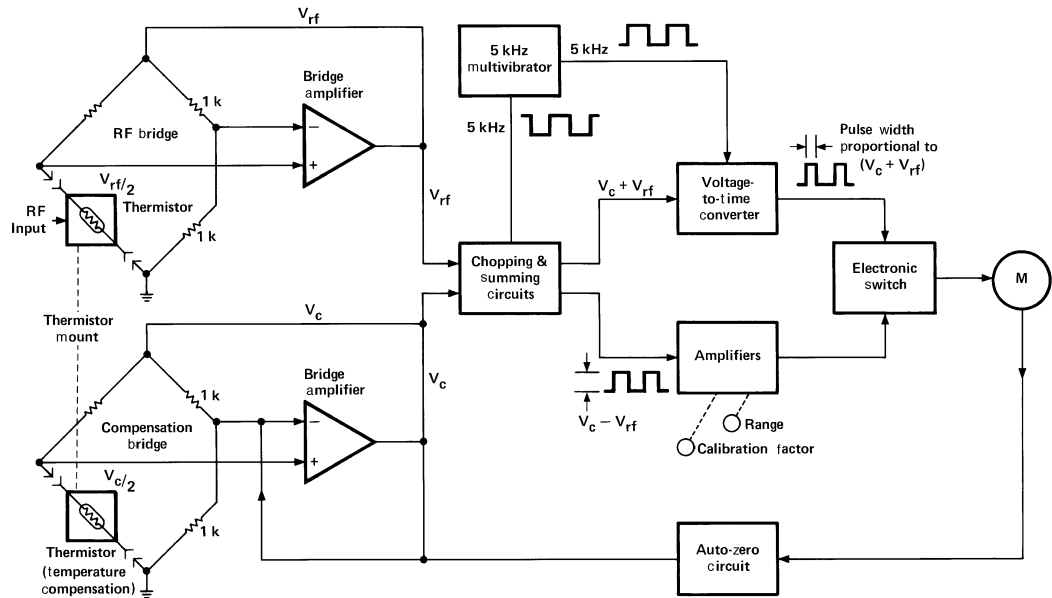 V_rf
1 k
RF bridge
Bridge
amplifier
−
+
V_rf/2
Thermistor
RF
Input
1 k
V_rf
5 kHz
multivibrator
5 kHz
5 kHz
V_c + V_rf
Voltage-
to-time
converter
Pulse width
proportional to
(V_c + V_rf)
Chopping &
summing
circuits
Electronic
switch
M
Thermistor
mount
V_c
1 k
Compensation
bridge
Bridge
amplifier
−
+
V_c
V_c/2
1 k
Thermistor
(temperature
compensation)
V_c − V_rf
Amplifiers
Range
Calibration factor
Auto-zero
circuit